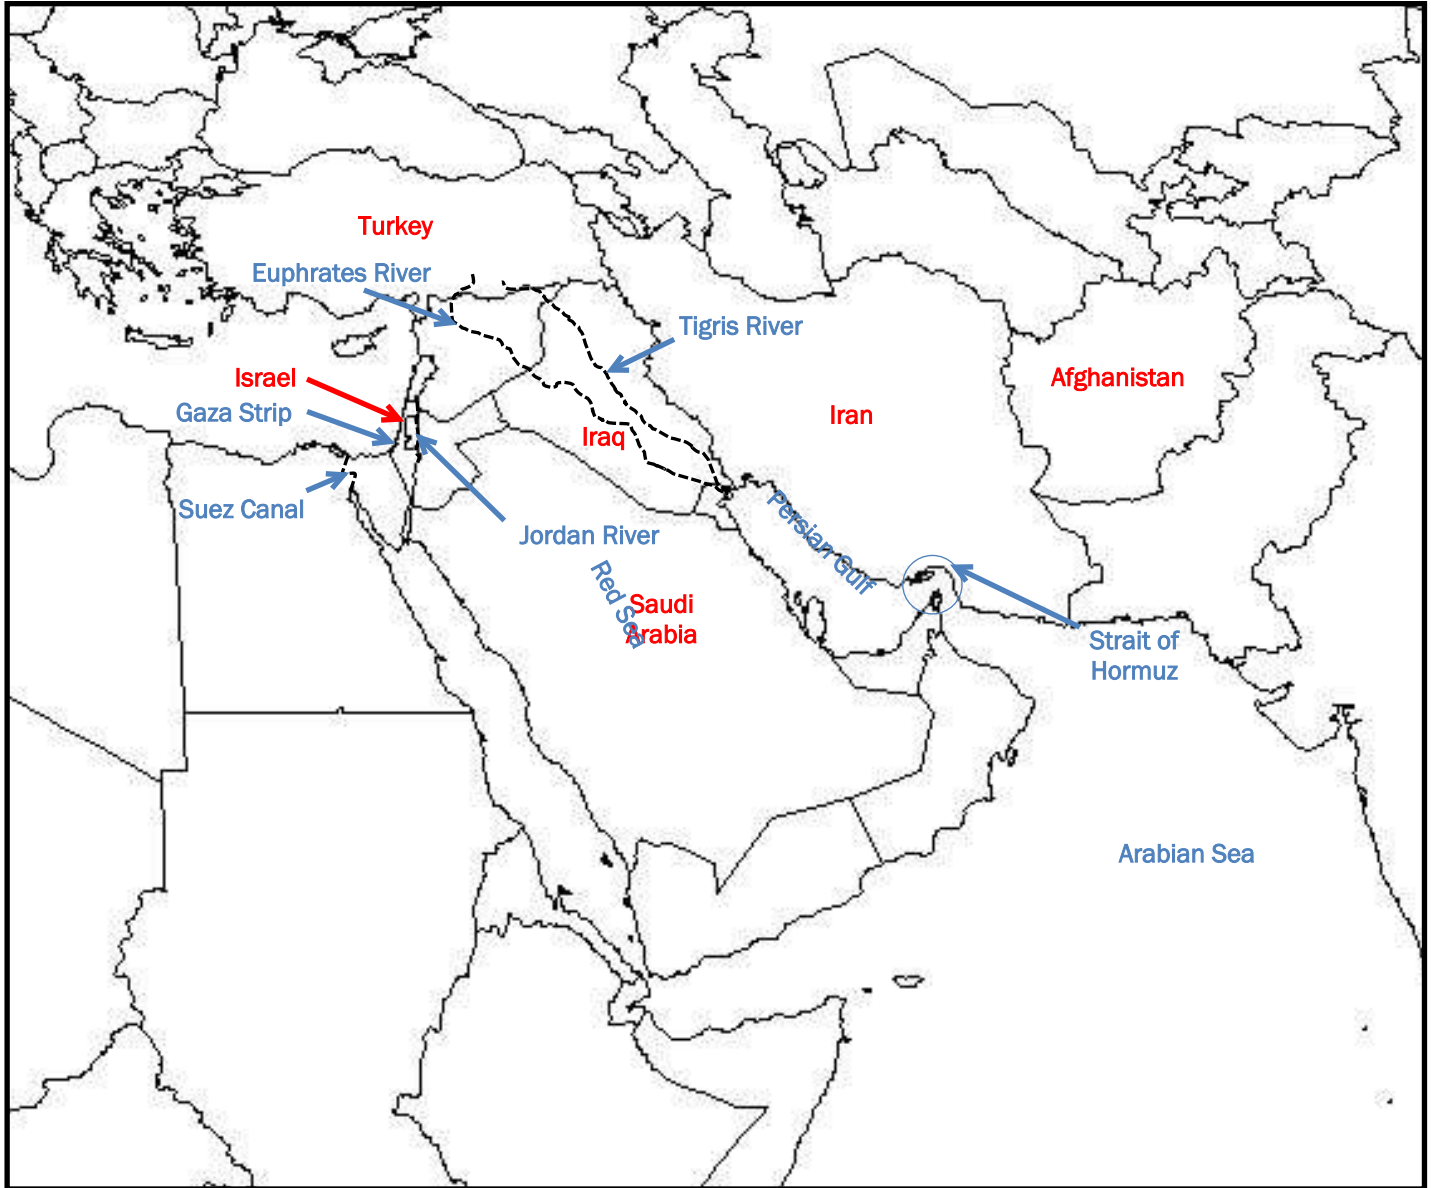 Turkey
Euphrates River
Tigris River
Israel
Afghanistan
Gaza Strip
Iran
Iraq
Suez Canal
Jordan River
Persian Gulf
Red Sea
Saudi
Arabia
Strait of
Hormuz
Arabian Sea